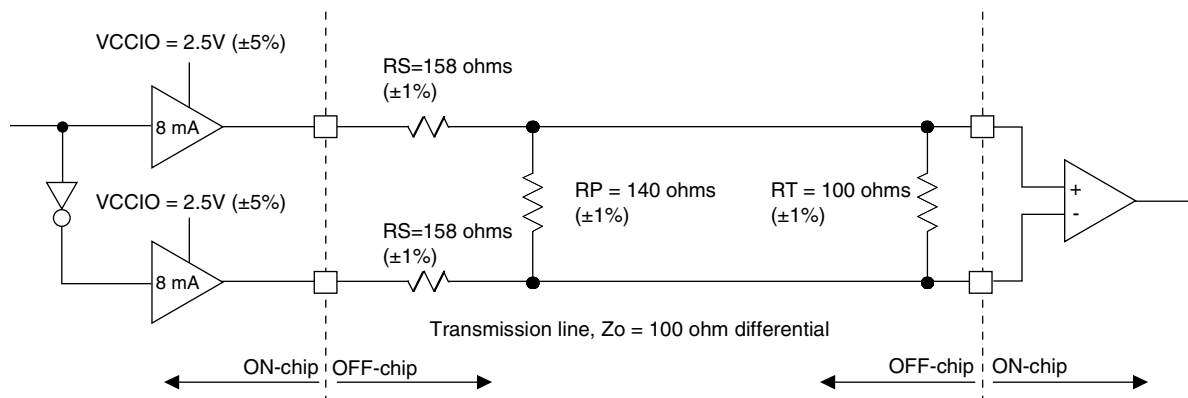 VCCIO = 2.5V (±5%)
8 mA
VCCIO = 2.5V (±5%)
8 mA
RS=158 ohms
(±1%)
RS=158 ohms
(±1%)
RP = 140 ohms
(±1%)
RT = 100 ohms
(±1%)
+
-
Transmission line, Zo = 100 ohm differential
ON-chip
OFF-chip
OFF-chip
ON-chip